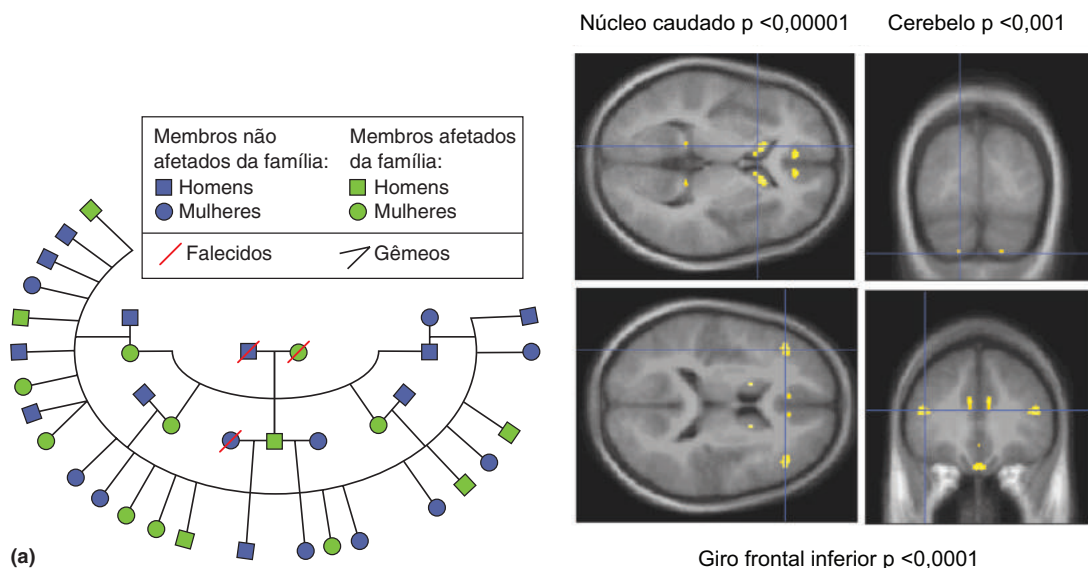 Núcleo caudado p <0,00001
Cerebelo p <0,001
Membros não
afetados da família:
Homens
Mulheres
Membros afetados
da família:
Homens
Mulheres
Falecidos
Gêmeos
(a)
Giro frontal inferior p <0,0001